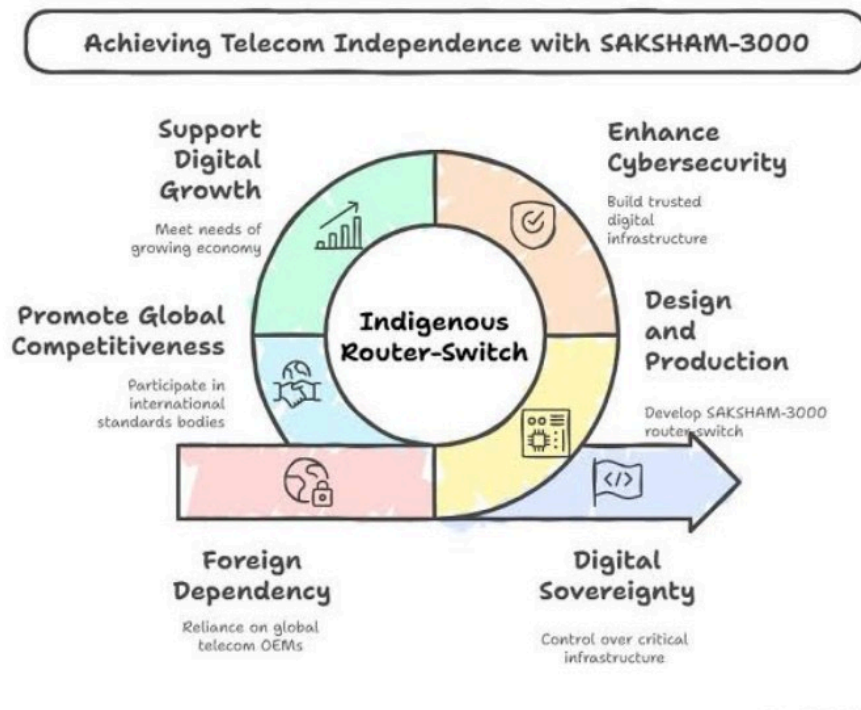 Achieving Telecom Independence with SAKSHAM-3000
Support
Digital
Growth
Meet needs of
growing economy
Enhance
Cybersecurity
Build trusted
digital
infrastructure
Promote Global
Competitiveness
Participate in
international
standards bodies
Indigenous
Router-Switch
Design
and
Production
Develop SAKSHAM-3000
router-switch
</>
Foreign
Dependency
Reliance on global
telecom OEMs
Digital
Sovereignty
Control over critical
infrastructure